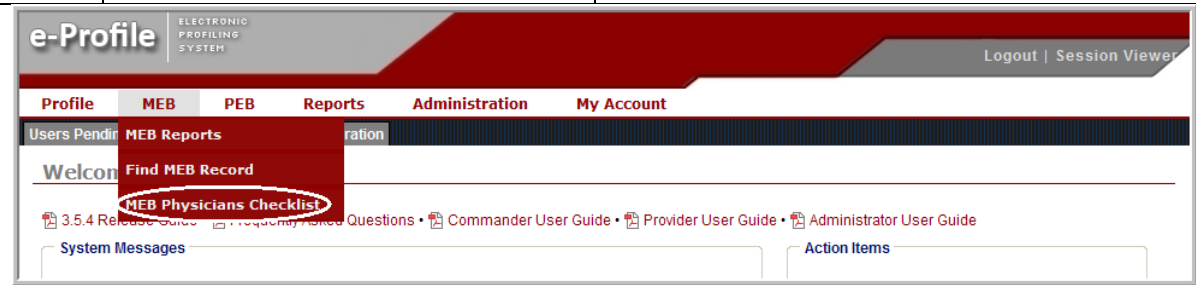 e-Profile ELECTRONIC
PROFILING
SYSTEM
Logout | Session Viewer
Profile MEB PEB Reports Administration My Account
Users Pendin ration
MEB Reports
Find MEB Record
MEB Physicians Checklist
Welcom
3.5.4 Release Guide Frequently Asked Questions • Commander User Guide • Provider User Guide • Administrator User Guide
System Messages Action Items